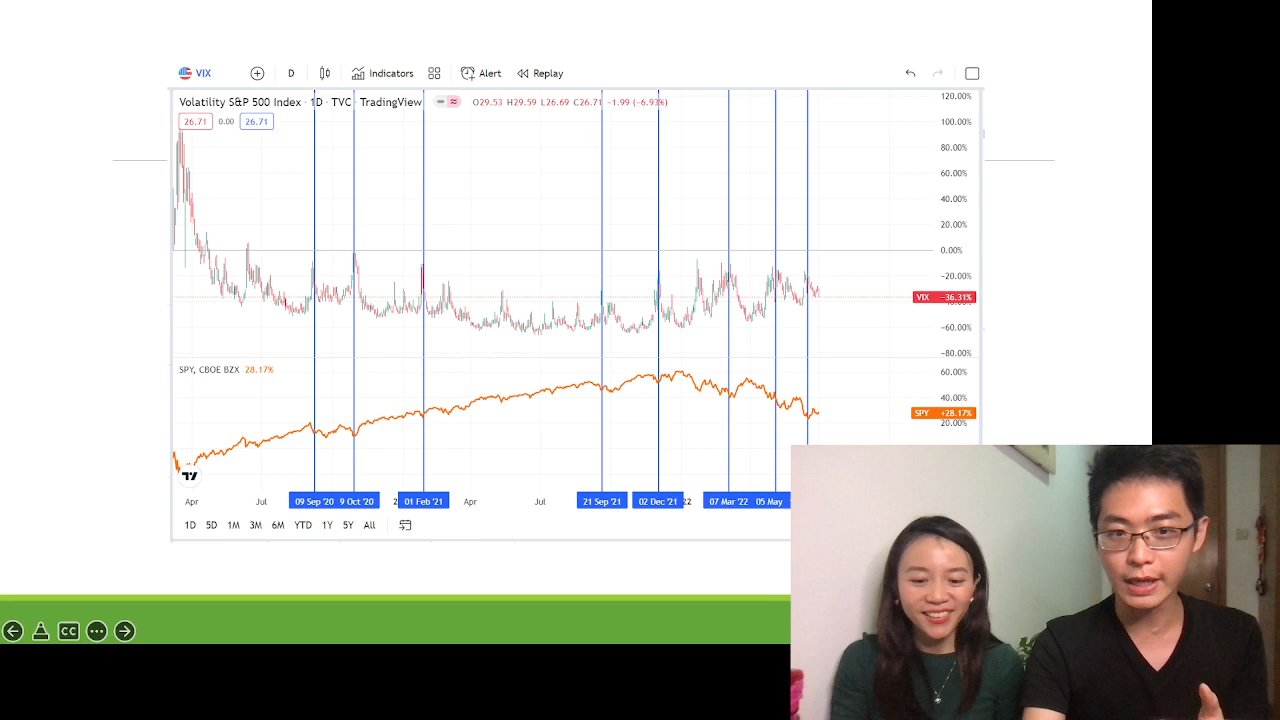 VIX D Indicators Alert Replay
Volatility S&P 500 Index · 1D · TVC · TradingView O29.53 H29.59 L26.69 C26.71 -1.99 (-6.93%)
26.71 0.00 26.71
120.00%
100.00%
80.00%
60.00%
40.00%
20.00%
0.00%
-20.00%
VIX -36.31%
-60.00%
-80.00%
SPY, CBOE BZX 28.17%
60.00%
40.00%
SPY +28.17%
20.00%
Apr Jul 09 Sep '20 9 Oct '20 2 01 Feb '21 Apr Jul 21 Sep '21 02 Dec '21 22 07 Mar '22 05 May
1D 5D 1M 3M 6M YTD 1Y 5Y All
CC